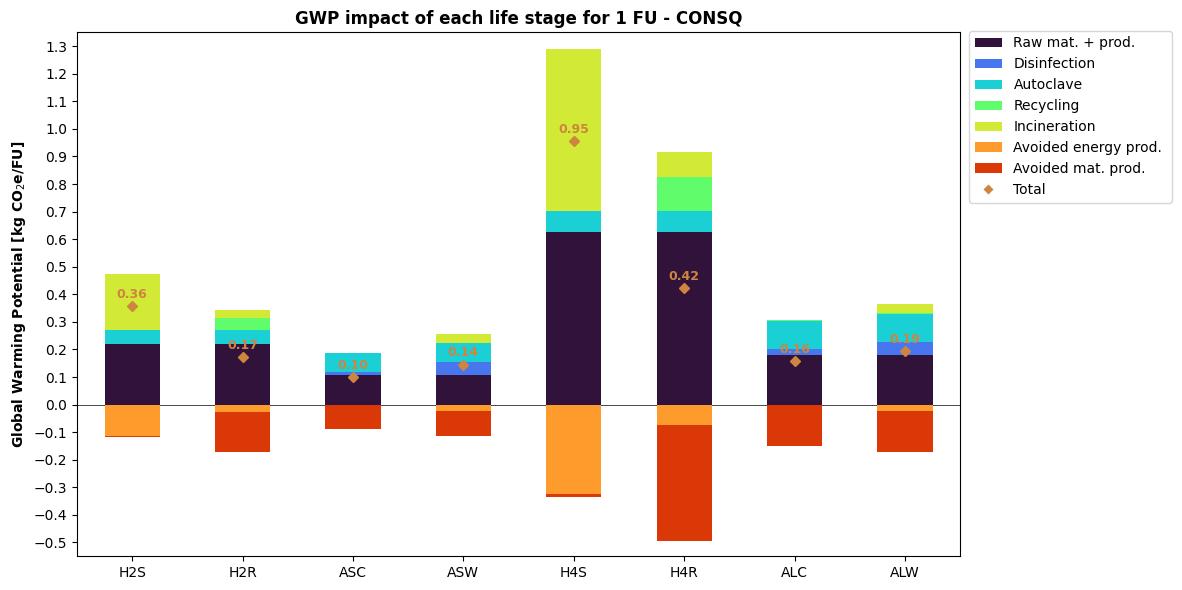 GWP impact of each life stage for 1 FU - CONSQ
Global Warming Potential [kg CO₂e/FU]
1.3
1.2
1.1
1.0
0.9
0.8
0.7
0.6
0.5
0.4
0.3
0.2
0.1
0.0
−0.1
−0.2
−0.3
−0.4
−0.5
0.36
0.17
0.10
0.14
0.95
0.42
0.16
0.19
H2S
H2R
ASC
ASW
H4S
H4R
ALC
ALW
Raw mat. + prod.
Disinfection
Autoclave
Recycling
Incineration
Avoided energy prod.
Avoided mat. prod.
Total